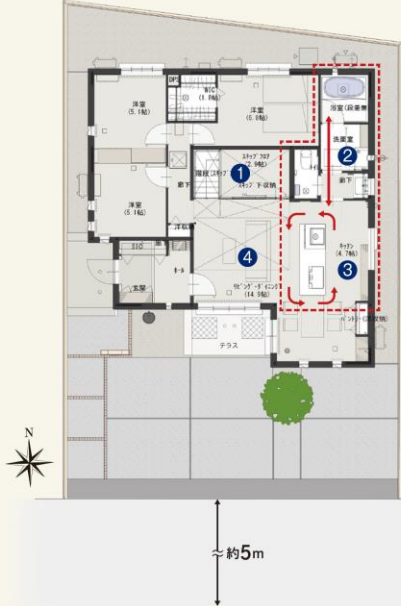 DPS
WIC
(1.8帖)
洋室
(5.1帖)
洋室
(6.8帖)
浴室(段差無
洗面室
②
スキップフロア
(2.9帖)
①
階段
スキップ下収納
廊下
廊下
洋室
(5.1帖)
③
キッチン
(4.7帖)
④
リビング・ダイニング
(14.9帖)
SIC
ホール
玄関
テラス
N
約5m